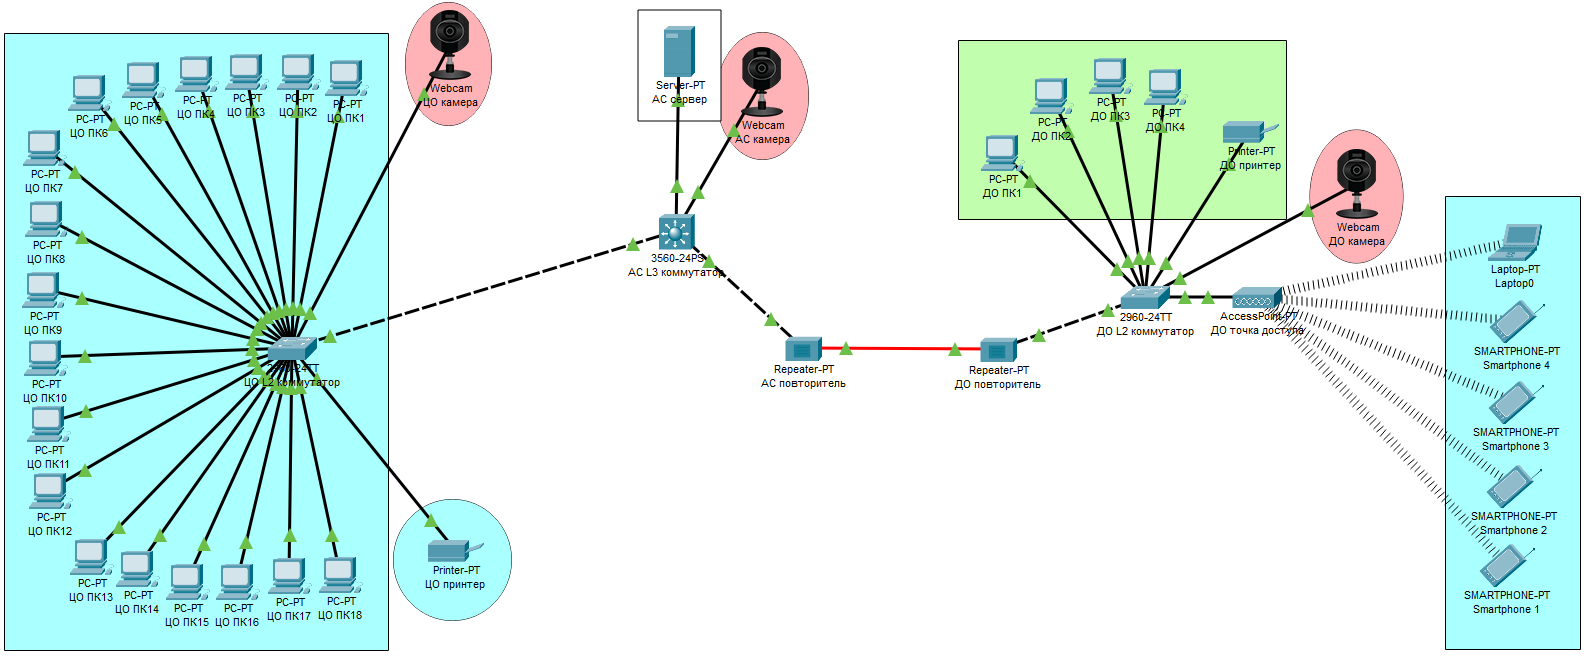 PC-PT
ЦО ПК6
PC-PT
ЦО ПК5
PC-PT
ЦО ПК4
PC-PT
ЦО ПК3
PC-PT
ЦО ПК2
PC-PT
ЦО ПК1
PC-PT
ЦО ПК7
PC-PT
ЦО ПК8
PC-PT
ЦО ПК9
PC-PT
ЦО ПК10
PC-PT
ЦО ПК11
PC-PT
ЦО ПК12
PC-PT
ЦО ПК13
PC-PT
ЦО ПК14
PC-PT
ЦО ПК15
PC-PT
ЦО ПК16
PC-PT
ЦО ПК17
PC-PT
ЦО ПК18
2960-24TT
ЦО L2 коммутатор
Webcam
ЦО камера
Printer-PT
ЦО принтер
Server-PT
АС сервер
Webcam
АС камера
3560-24PS
АС L3 коммутатор
Repeater-PT
АС повторитель
Repeater-PT
ДО повторитель
PC-PT
ДО ПК1
PC-PT
ДО ПК2
PC-PT
ДО ПК3
PC-PT
ДО ПК4
Printer-PT
ДО принтер
Webcam
ДО камера
2960-24TT
ДО L2 коммутатор
AccessPoint-PT
ДО точка доступа
Laptop-PT
Laptop0
SMARTPHONE-PT
Smartphone 4
SMARTPHONE-PT
Smartphone 3
SMARTPHONE-PT
Smartphone 2
SMARTPHONE-PT
Smartphone 1